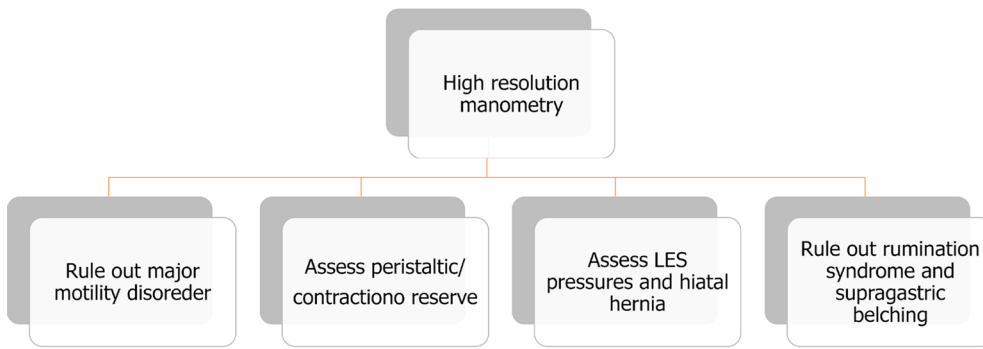 High resolution
manometry
Rule out major
motility disoreder
Assess peristaltic/
contractiono reserve
Assess LES
pressures and hiatal
hernia
Rule out rumination
syndrome and
supragastric
belching